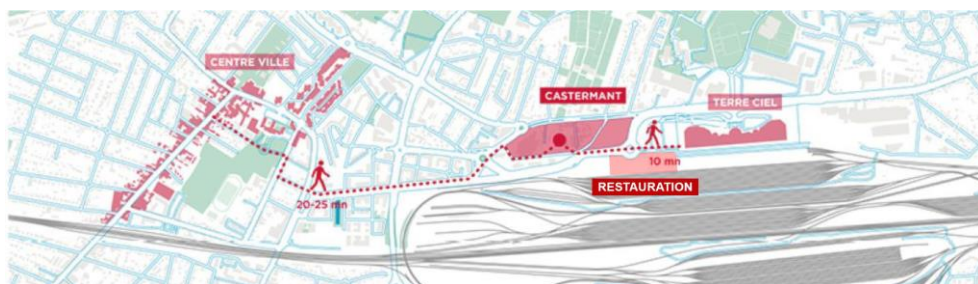 CENTRE VILLE
CASTERMANT
TERRE CIEL
10 mn
RESTAURATION
20-25 mn